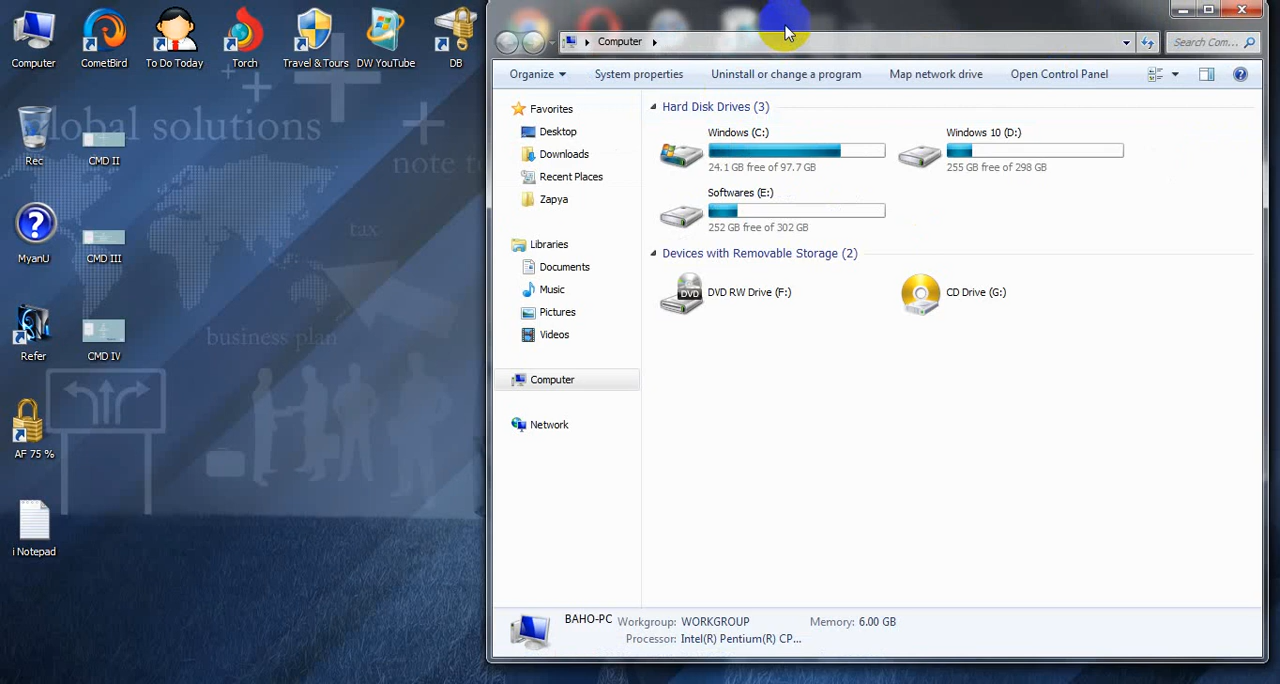 Computer
CometBird
To Do Today
Torch
Travel & Tours
DW YouTube
DB
Rec
CMD II
MyanU
CMD III
Refer
CMD IV
AF 75 %
i Notepad
global solutions
note to
tax
business plan
Computer
Search Com...
Organize
System properties
Uninstall or change a program
Map network drive
Open Control Panel
Favorites
Desktop
Downloads
Recent Places
Zapya
Libraries
Documents
Music
Pictures
Videos
Computer
Network
Hard Disk Drives (3)
Windows (C:)
24.1 GB free of 97.7 GB
Windows 10 (D:)
255 GB free of 298 GB
Softwares (E:)
252 GB free of 302 GB
Devices with Removable Storage (2)
DVD
DVD RW Drive (F:)
CD Drive (G:)
BAHO-PC Workgroup: WORKGROUP Memory: 6.00 GB
Processor: Intel(R) Pentium(R) CP...